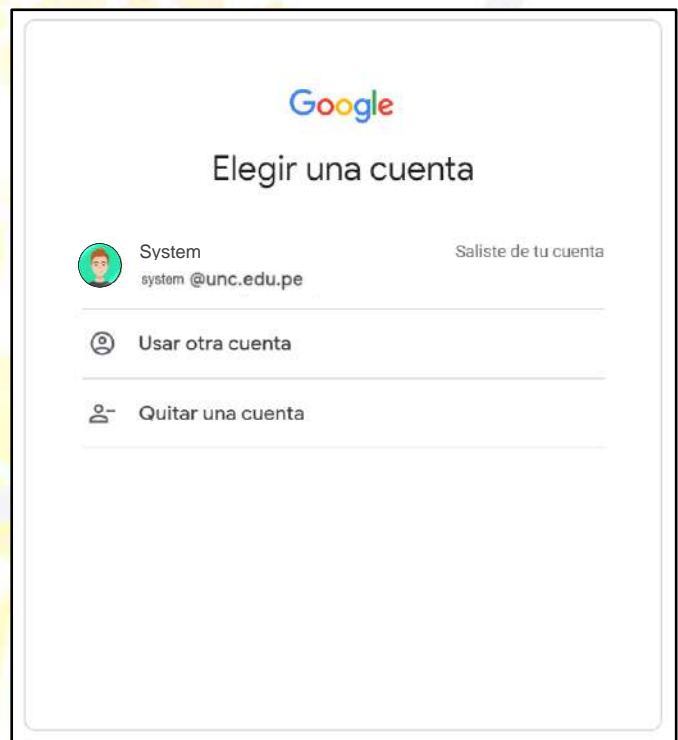 Google
Elegir una cuenta
System Saliste de tu cuenta
system @unc.edu.pe
Usar otra cuenta
Quitar una cuenta